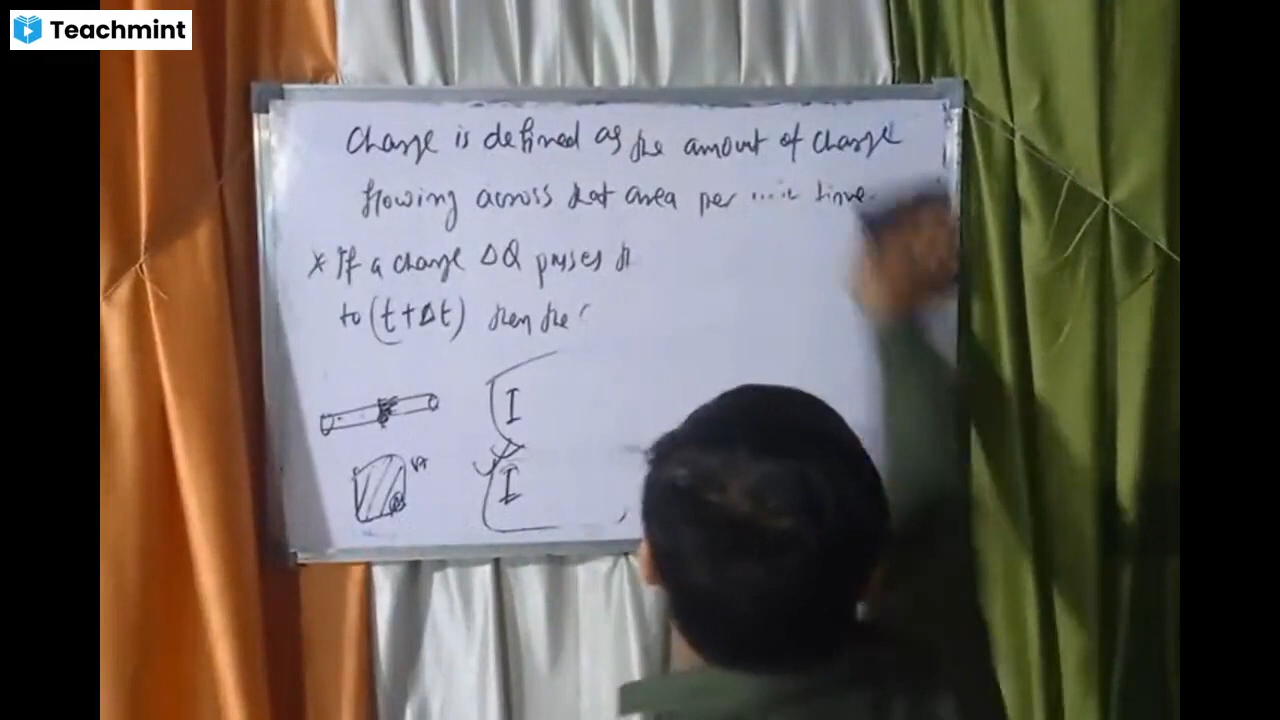 Teachmint
Charge is defined as the amount of charge
flowing across that area per time.
* If a charge ΔQ passes
to (t + Δt) then the
I
I